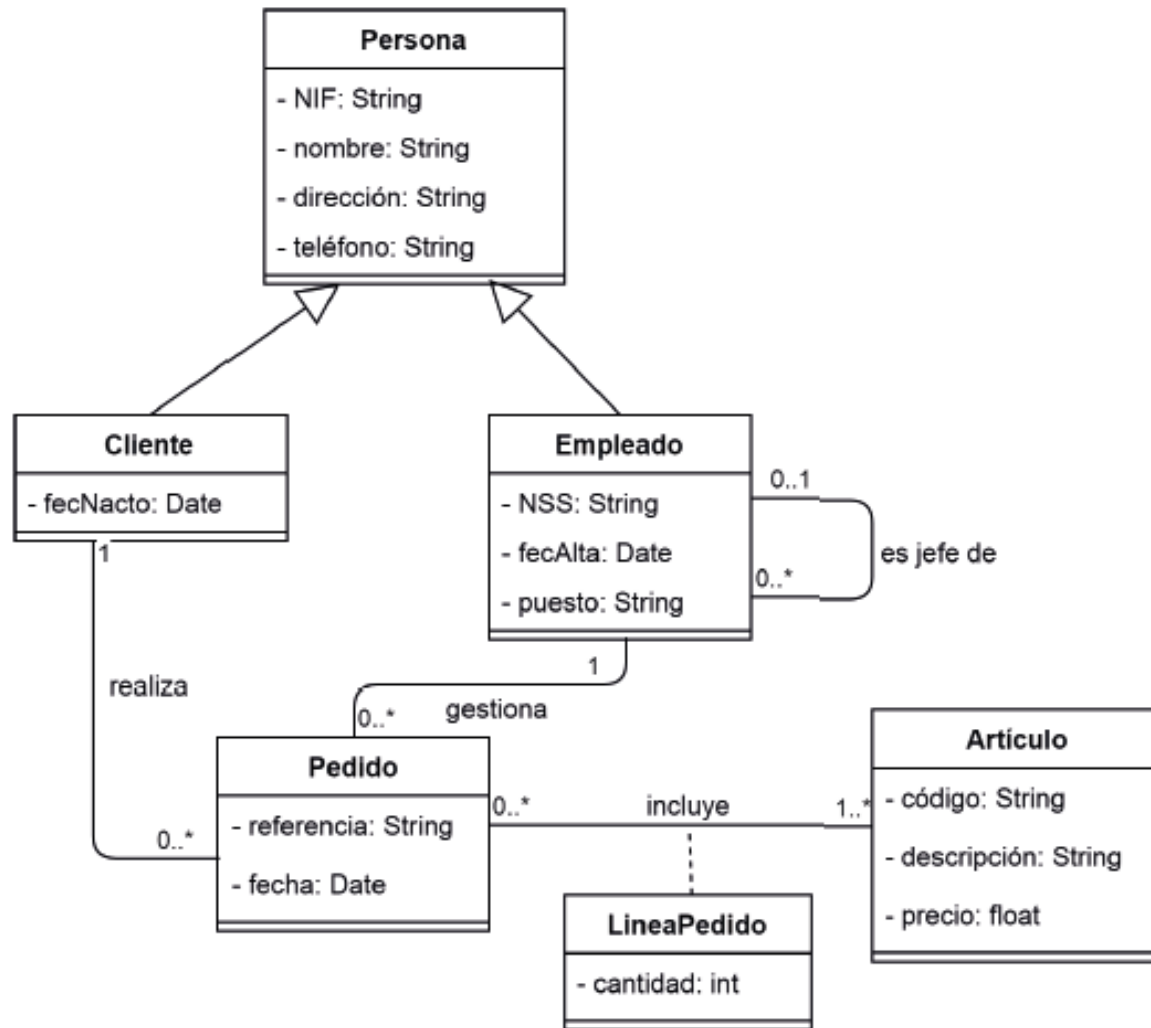 Persona
- NIF: String
- nombre: String
- dirección: String
- teléfono: String
Cliente
- fecNacto: Date
1
Empleado
- NSS: String
- fecAlta: Date
- puesto: String
0..1
es jefe de
0..*
1
realiza
gestiona
0..*
Pedido
- referencia: String
- fecha: Date
0..*
0..*
incluye
1..*
Artículo
- código: String
- descripción: String
- precio: float
LineaPedido
- cantidad: int